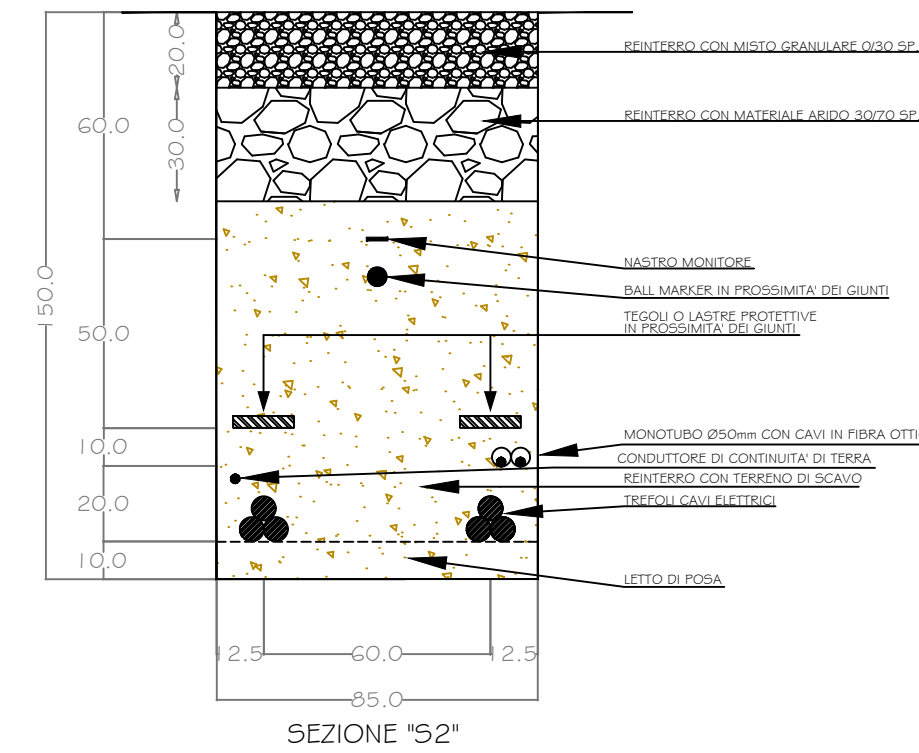 REINTERRO CON MISTO GRANULARE 0/30 SP.
REINTERRO CON MATERIALE ARIDO 30/70 SP.
NASTRO MONITORE
BALL MARKER IN PROSSIMITA' DEI GIUNTI
TEGOLI O LASTRE PROTETTIVE
IN PROSSIMITA' DEI GIUNTI
MONOTUBO Ø50mm CON CAVI IN FIBRA OTTI
CONDUTTORE DI CONTINUITA' DI TERRA
REINTERRO CON TERRENO DI SCAVO
TREFOLI CAVI ELETTRICI
LETTO DI POSA
20.0
30.0
60.0
150.0
50.0
10.0
20.0
10.0
12.5
60.0
12.5
85.0
SEZIONE "S2"